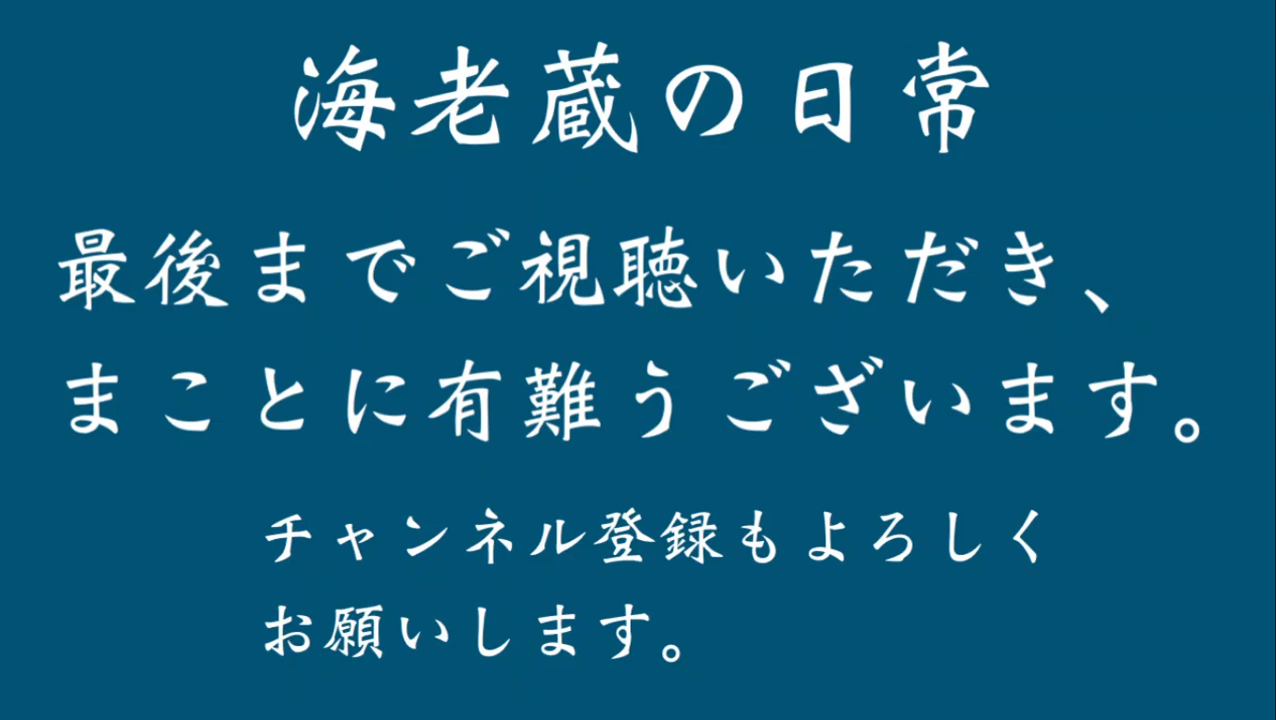 海老蔵の日常
最後までご視聴いただき、
まことに有難うございます。
チャンネル登録もよろしく
お願いします。